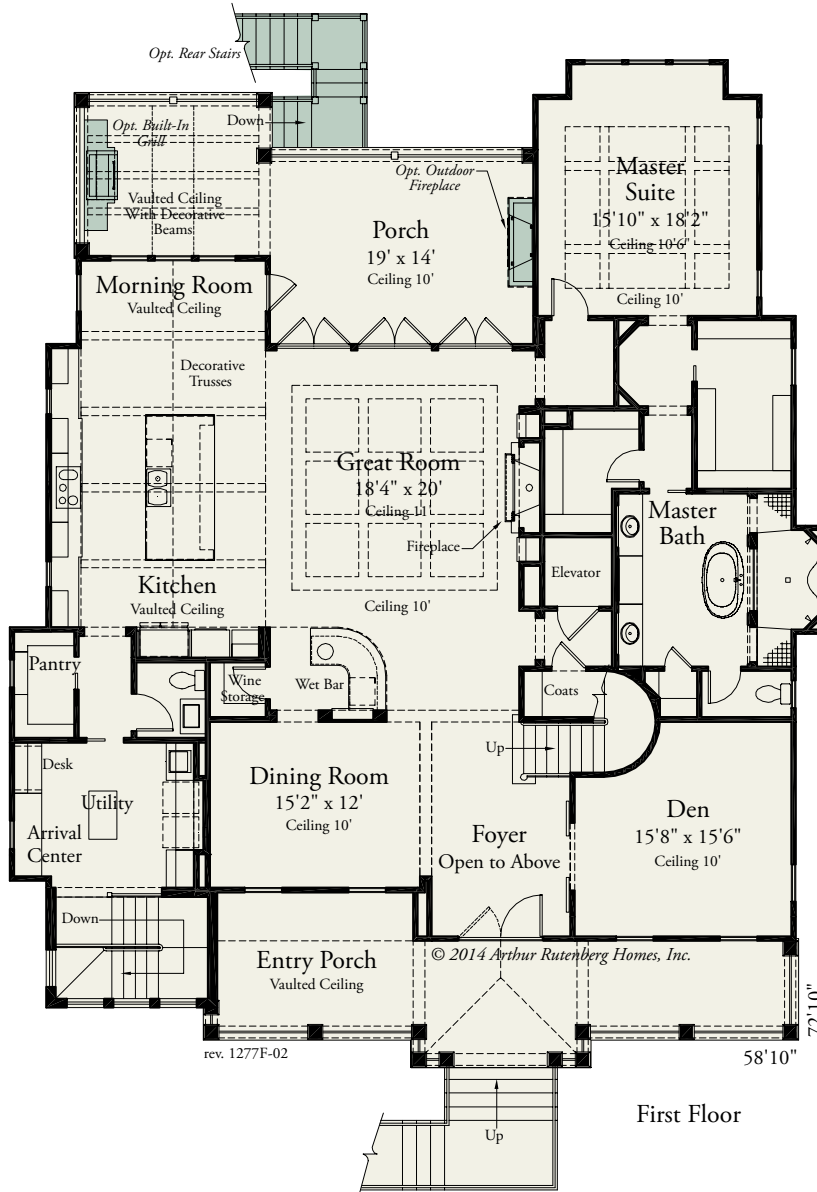 Opt. Rear Stairs
Down
Opt. Built-In
Grill
Vaulted Ceiling
With Decorative
Beams
Opt. Outdoor
Fireplace
Porch
19' x 14'
Ceiling 10'
Master
Suite
15'10" x 18'2"
Ceiling 10'6"
Ceiling 10'
Morning Room
Vaulted Ceiling
Decorative
Trusses
Great Room
18'4" x 20'
Ceiling 11'
Fireplace
Ceiling 10'
Master
Bath
Elevator
Kitchen
Vaulted Ceiling
Pantry
Wine
Storage
Wet Bar
Coats
Up
Desk
Utility
Arrival
Center
Dining Room
15'2" x 12'
Ceiling 10'
Foyer
Open to Above
Den
15'8" x 15'6"
Ceiling 10'
Down
Entry Porch
Vaulted Ceiling
© 2014 Arthur Rutenberg Homes, Inc.
72'10"
rev. 1277F-02
58'10"
Up
First Floor